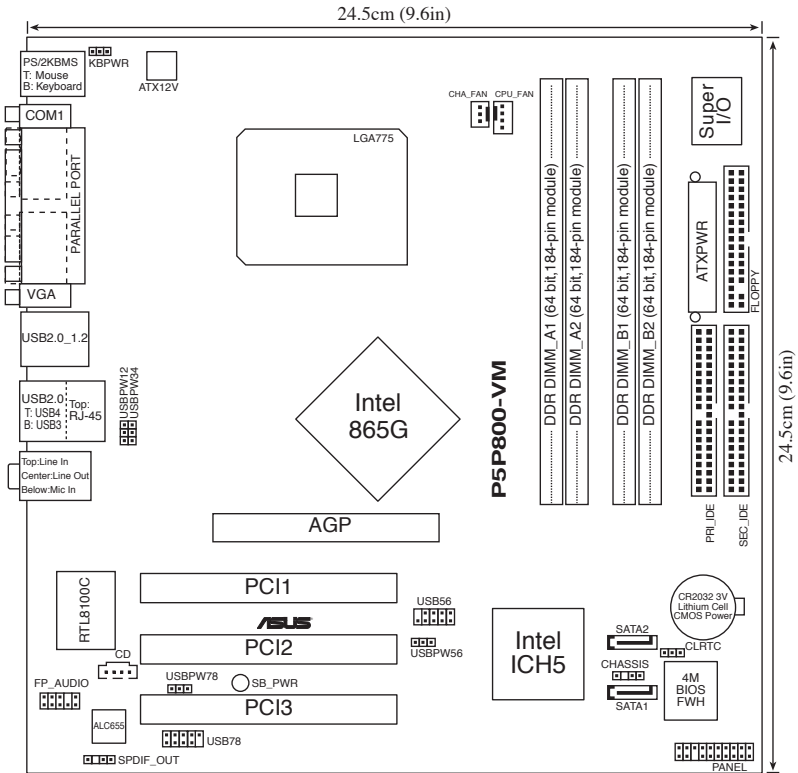 24.5cm (9.6in)
PS/2KBMS
T: Mouse
B: Keyboard
KBPWR
ATX12V
CHA_FAN
CPU_FAN
Super
I/O
COM1
PARALLEL PORT
LGA775
DDR DIMM_A1 (64 bit,184-pin module)
DDR DIMM_A2 (64 bit,184-pin module)
DDR DIMM_B1 (64 bit,184-pin module)
DDR DIMM_B2 (64 bit,184-pin module)
ATXPWR
FLOPPY
VGA
USB2.0_1.2
USBPW12
USBPW34
USB2.0
T: USB4
B: USB3
Top:
RJ-45
Intel
865G
P5P800-VM
24.5cm (9.6in)
Top:Line In
Center:Line Out
Below:Mic In
AGP
PRI_IDE
SEC_IDE
RTL8100C
PCI1
USB56
CR2032 3V
Lithium Cell
CMOS Power
ASUS
PCI2
USBPW56
Intel
ICH5
SATA2
CLRTC
CD
USBPW78
SB_PWR
CHASSIS
4M
BIOS
FWH
FP_AUDIO
PCI3
SATA1
ALC655
USB78
SPDIF_OUT
PANEL